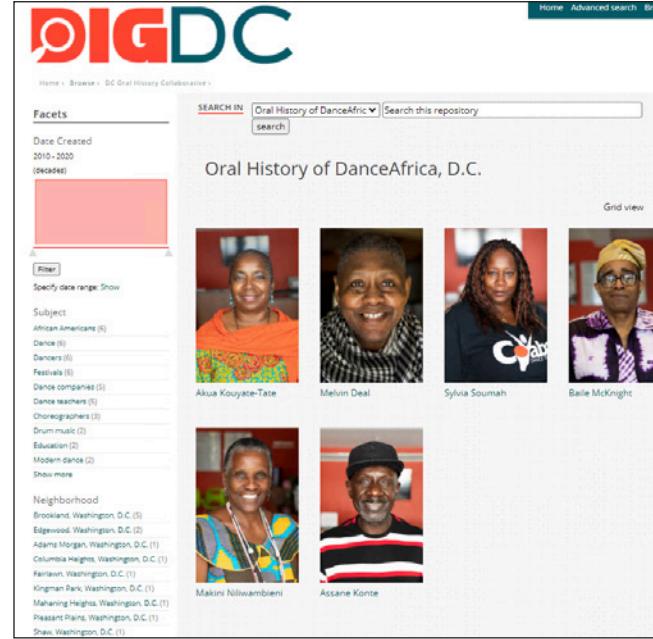 DIGDC
Home Advanced search Br
Home › Browse › DC Oral History Collaborative ›
Facets
Date Created
2010 - 2020
(decades)
Filter
Specify date range: Show
Subject
African Americans (6)
Dance (6)
Dancers (6)
Festivals (6)
Dance companies (5)
Dance teachers (5)
Choreographers (3)
Drum music (2)
Education (2)
Modern dance (2)
Show more
Neighborhood
Brookland, Washington, D.C. (5)
Edgewood, Washington, D.C. (2)
Adams Morgan, Washington, D.C. (1)
Columbia Heights, Washington, D.C. (1)
Fairlawn, Washington, D.C. (1)
Kingman Park, Washington, D.C. (1)
Mahaning Heights, Washington, D.C. (1)
Pleasant Plains, Washington, D.C. (1)
Shaw, Washington, D.C. (1)
SEARCH IN Oral History of DanceAfric Search this repository
search
Oral History of DanceAfrica, D.C.
Grid view
Akua Kouyate-Tate
Melvin Deal
Sylvia Soumah
Baile McKnight
Makini Niliwambieni
Assane Konte